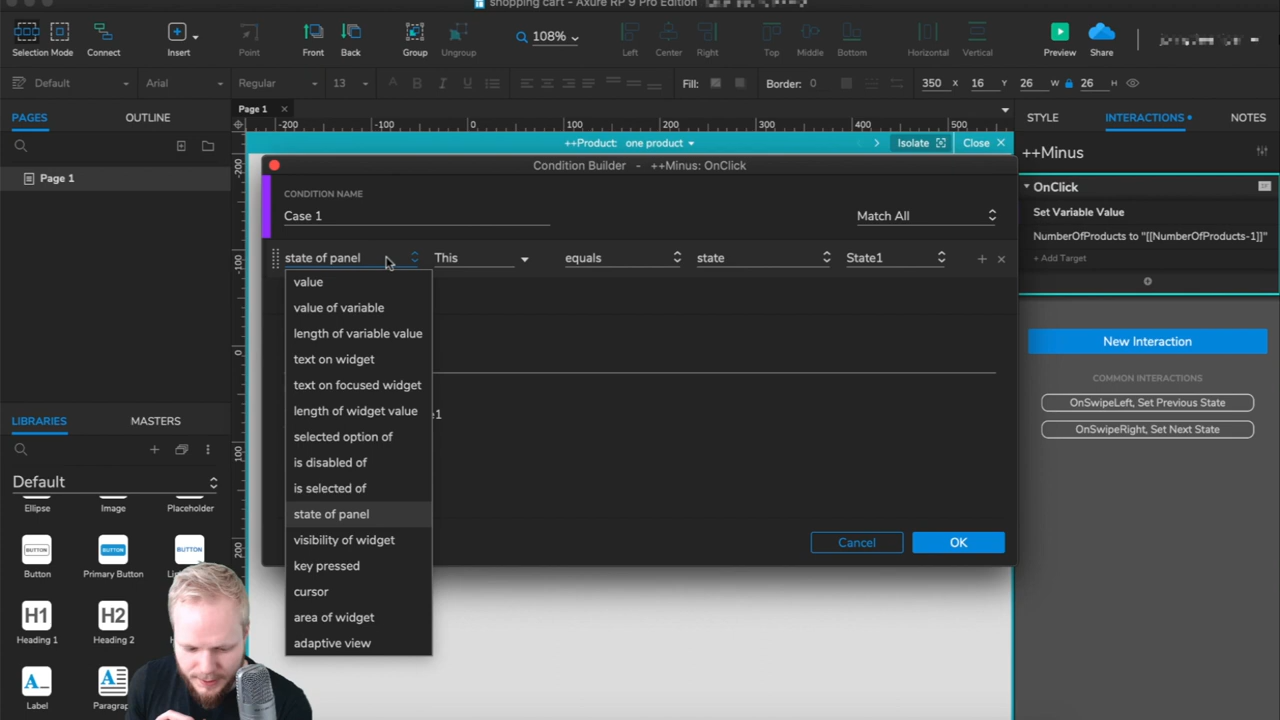 shopping cart - Axure RP 9 Pro Edition
Selection Mode
Connect
Insert
Point
Front
Back
Group
Ungroup
108%
Left
Center
Right
Top
Middle
Bottom
Horizontal
Vertical
Preview
Share
Default
Arial
Regular
13
Fill:
Border: 0
350 X
16 Y
26 W
26 H
PAGES
OUTLINE
Page 1
STYLE
INTERACTIONS
NOTES
-200 -100 0 100 200 300 400 500
++Product: one product
Isolate
Close
Page 1
++Minus
Condition Builder - ++Minus: OnClick
OnClick
CONDITION NAME
Case 1
Match All
Set Variable Value
NumberOfProducts to "[[NumberOfProducts-1]]"
+ Add Target
state of panel
This
equals
state
State1
value
value of variable
length of variable value
text on widget
text on focused widget
length of widget value
selected option of
is disabled of
is selected of
state of panel
visibility of widget
key pressed
cursor
area of widget
adaptive view
New Interaction
COMMON INTERACTIONS
OnSwipeLeft, Set Previous State
OnSwipeRight, Set Next State
Cancel
OK
-200
-100
0
100
200
LIBRARIES
MASTERS
Default
Ellipse
Image
Placeholder
BUTTON
BUTTON
BUTTON
Button
Primary Button
H1
H2
Heading 1
Heading 2
A
A
Label